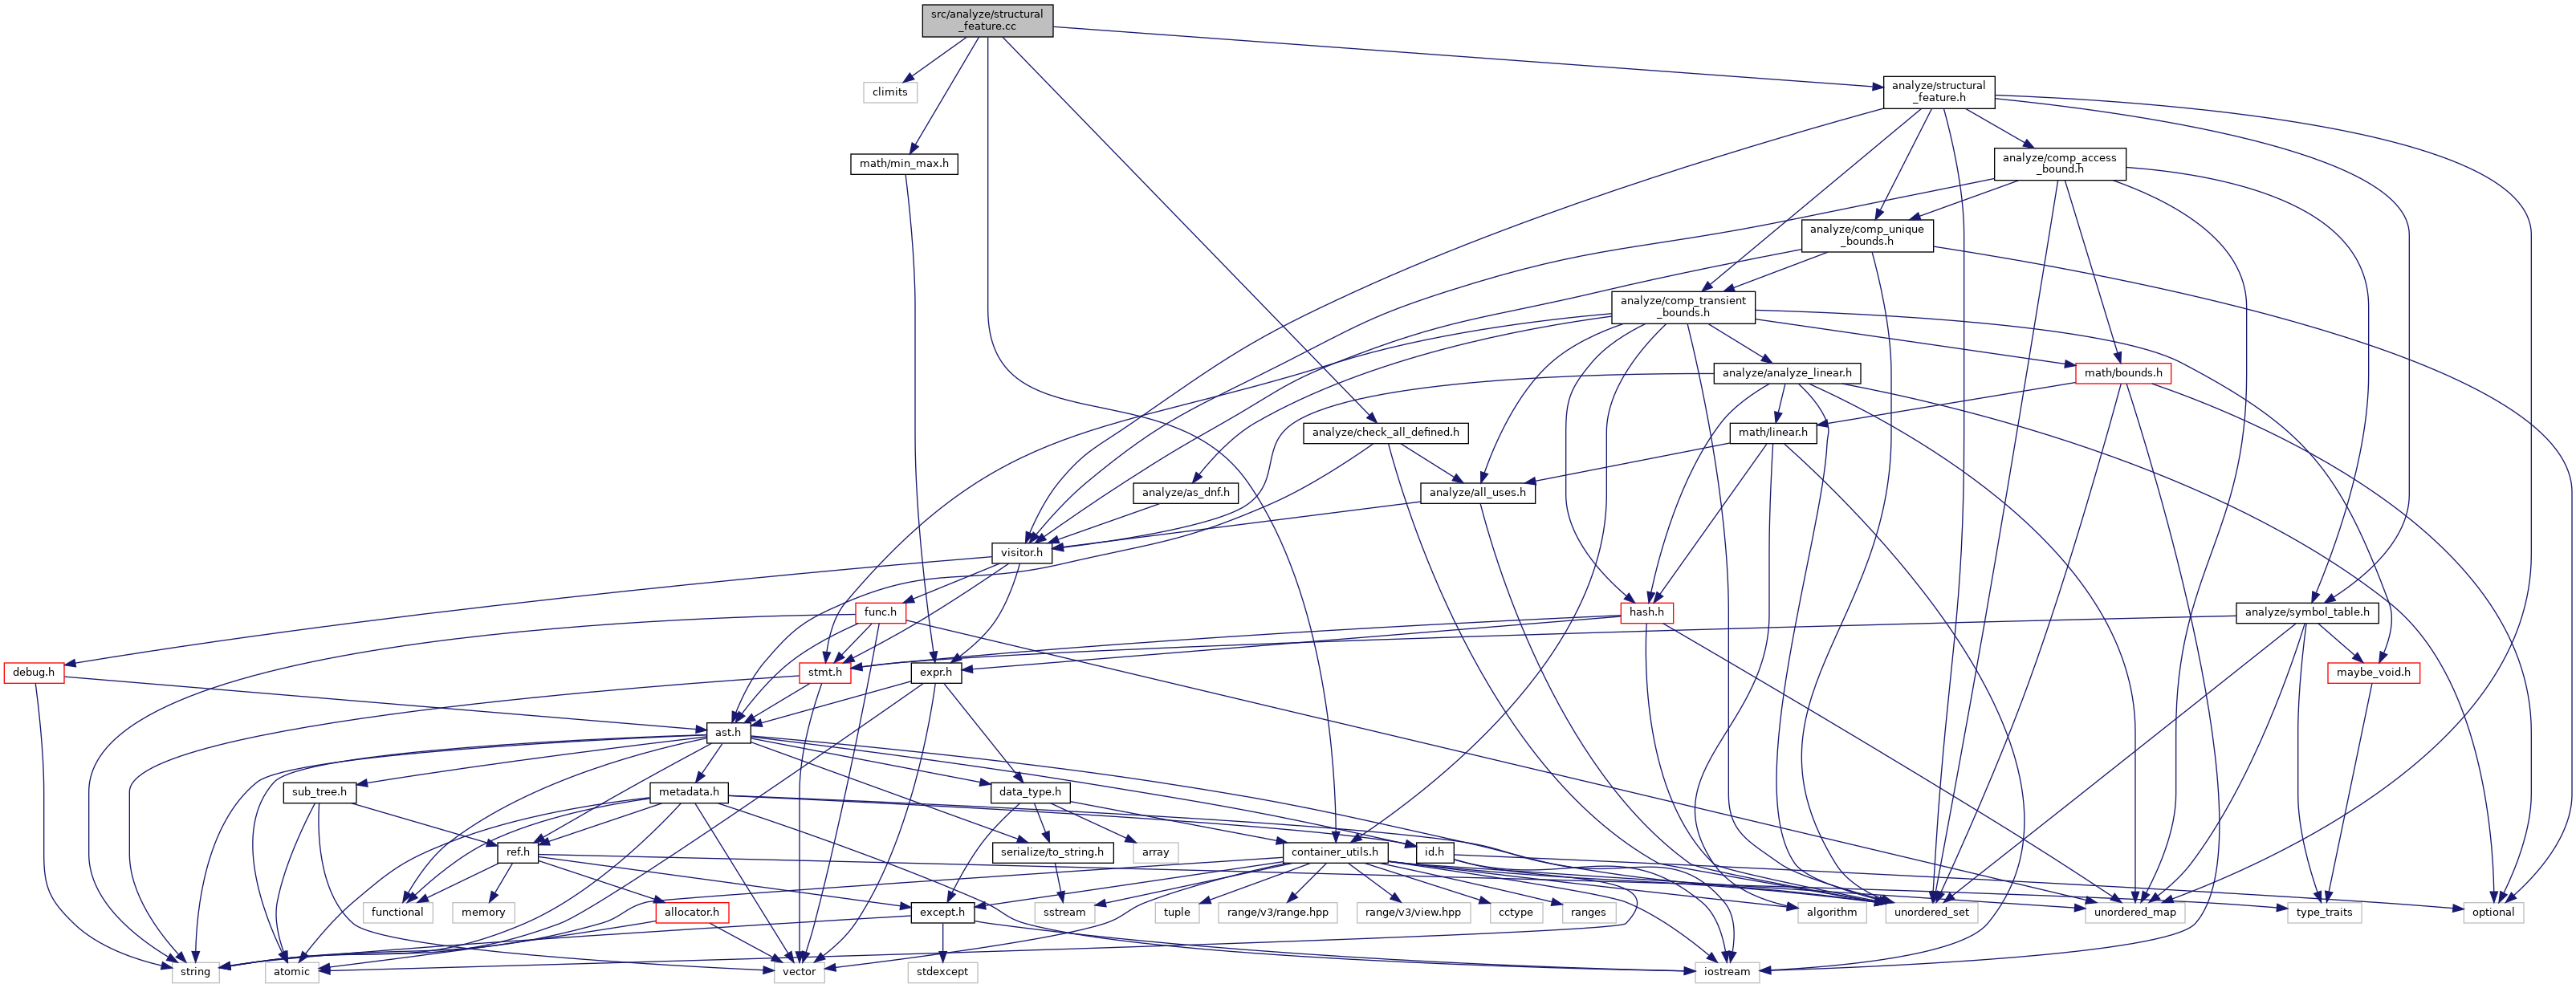 src/analyze/structural
_feature.cc
climits
analyze/structural
_feature.h
math/min_max.h
analyze/comp_access
_bound.h
analyze/comp_unique
_bounds.h
analyze/comp_transient
_bounds.h
analyze/analyze_linear.h
math/bounds.h
analyze/check_all_defined.h
math/linear.h
analyze/as_dnf.h
analyze/all_uses.h
visitor.h
func.h
hash.h
analyze/symbol_table.h
debug.h
stmt.h
expr.h
maybe_void.h
ast.h
sub_tree.h
metadata.h
data_type.h
ref.h
serialize/to_string.h
array
container_utils.h
id.h
functional
memory
allocator.h
except.h
sstream
tuple
range/v3/range.hpp
range/v3/view.hpp
cctype
ranges
algorithm
unordered_set
unordered_map
type_traits
optional
string
atomic
vector
stdexcept
iostream